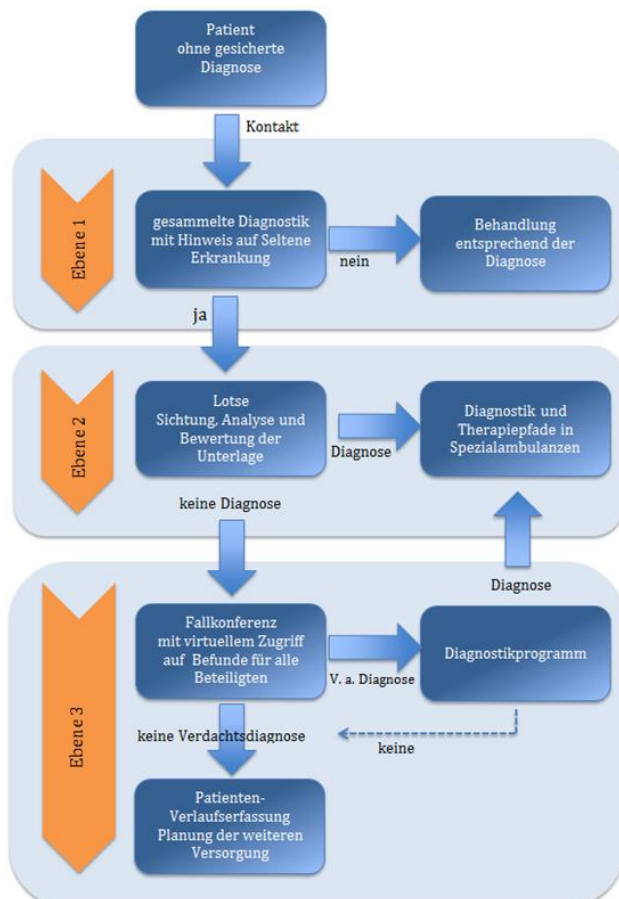 Patient
ohne gesicherte
Diagnose
Kontakt
Ebene 1
gesammelte Diagnostik
mit Hinweis auf Seltene
Erkrankung
nein
Behandlung
entsprechend der
Diagnose
ja
Ebene 2
Lotse
Sichtung, Analyse und
Bewertung der
Unterlage
Diagnose
Diagnostik und
Therapiepfade in
Spezialambulanzen
keine Diagnose
Diagnose
Ebene 3
Fallkonferenz
mit virtuellem Zugriff
auf Befunde für alle
Beteiligten
V. a. Diagnose
Diagnostikprogramm
keine Verdachtsdiagnose
keine
Patienten-
Verlaufserfassung
Planung der weiteren
Versorgung